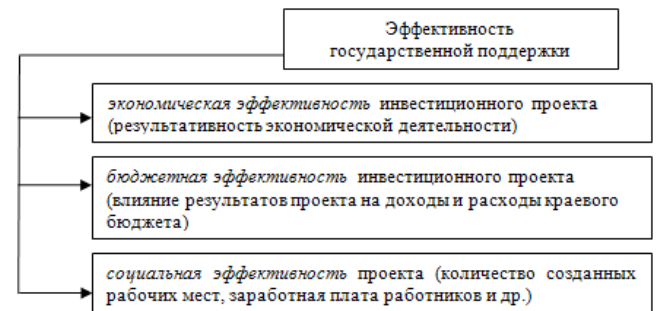 Эффективность
государственной поддержки
экономическая эффективность инвестиционного проекта
(результативность экономической деятельности)
бюджетная эффективность инвестиционного проекта
(влияние результатов проекта на доходы и расходы краевого
бюджета)
социальная эффективность проекта (количество созданных
рабочих мест, заработная плата работников и др.)